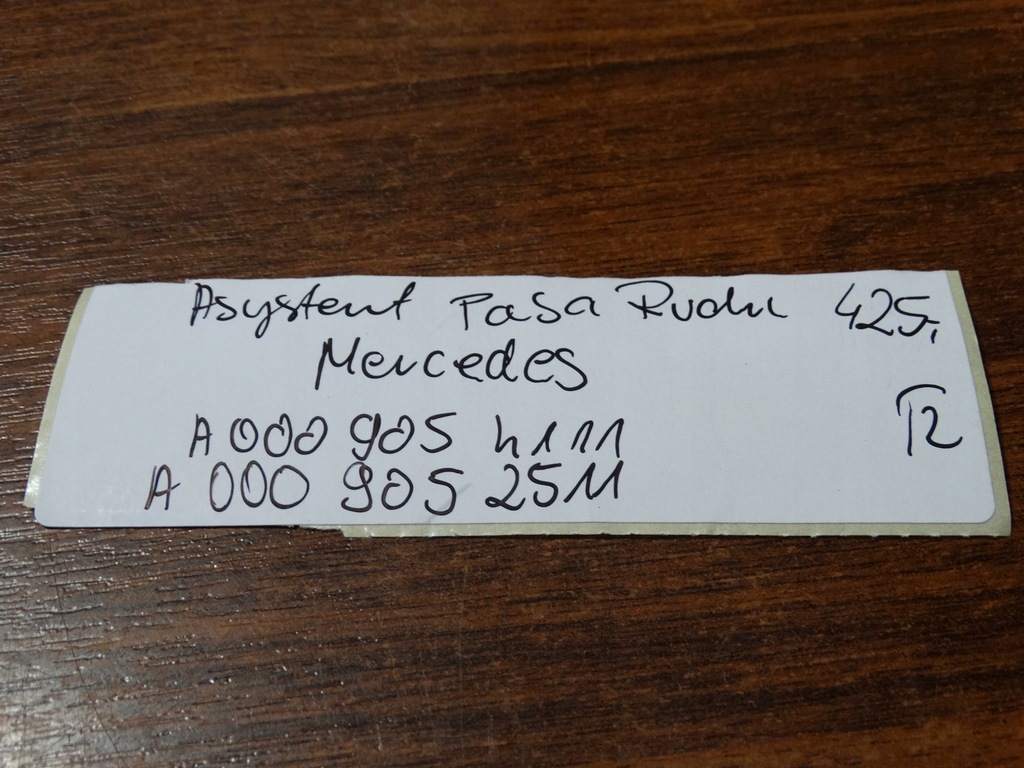 Asystent Pasa Ruchu 425,-
Mercedes
A 000 905 4111
A 000 905 2511